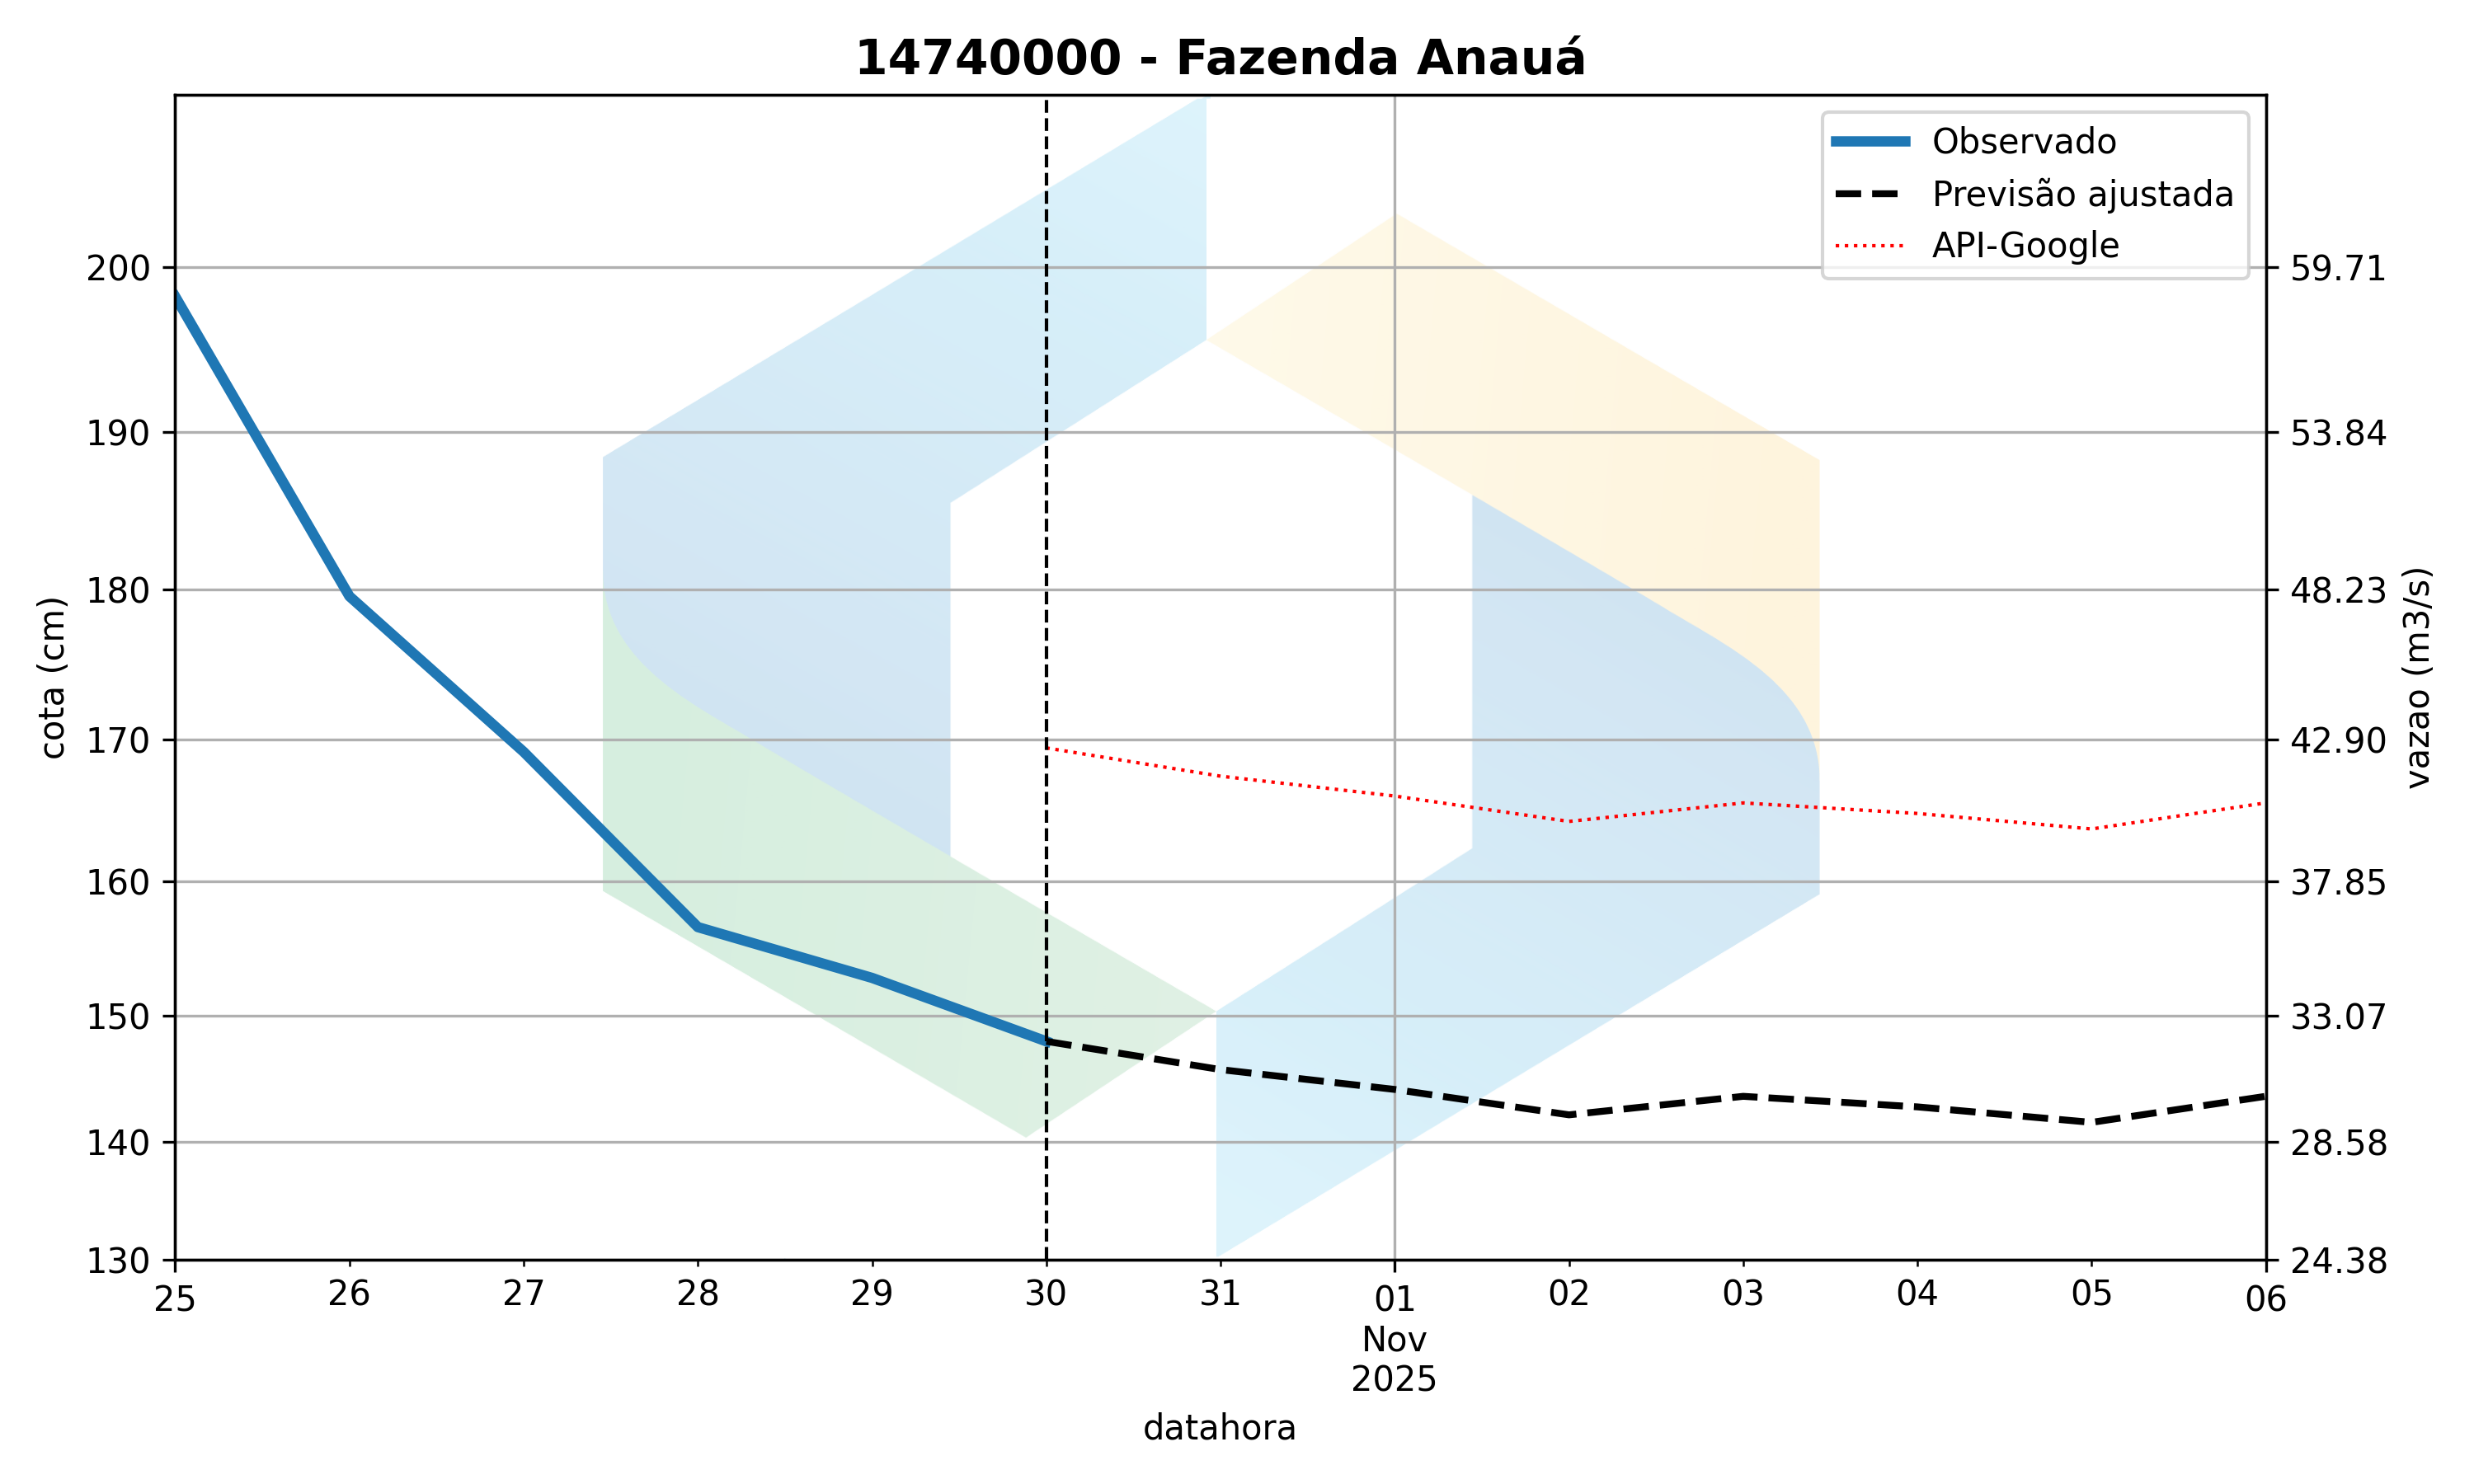 14740000 - Fazenda Anauá
Observado
Previsão ajustada
API-Google
200
190
180
170
160
150
140
130
cota (cm)
59.71
53.84
48.23
42.90
37.85
33.07
28.58
24.38
vazao (m3/s)
25 26 27 28 29 30 31 01 02 03 04 05 06
Nov
2025
datahora